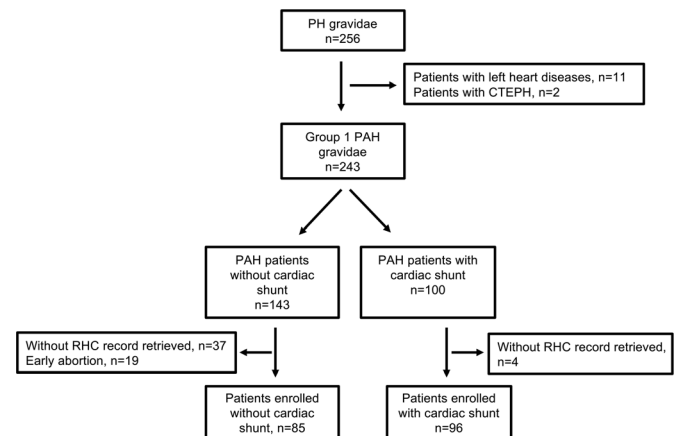 PH gravidae
n=256
Patients with left heart diseases, n=11
Patients with CTEPH, n=2
Group 1 PAH
gravidae
n=243
PAH patients
without cardiac
shunt
n=143
PAH patients with
cardiac shunt
n=100
Without RHC record retrieved, n=37
Early abortion, n=19
Without RHC record retrieved,
n=4
Patients enrolled
without cardiac
shunt, n=85
Patients enrolled
with cardiac shunt
n=96